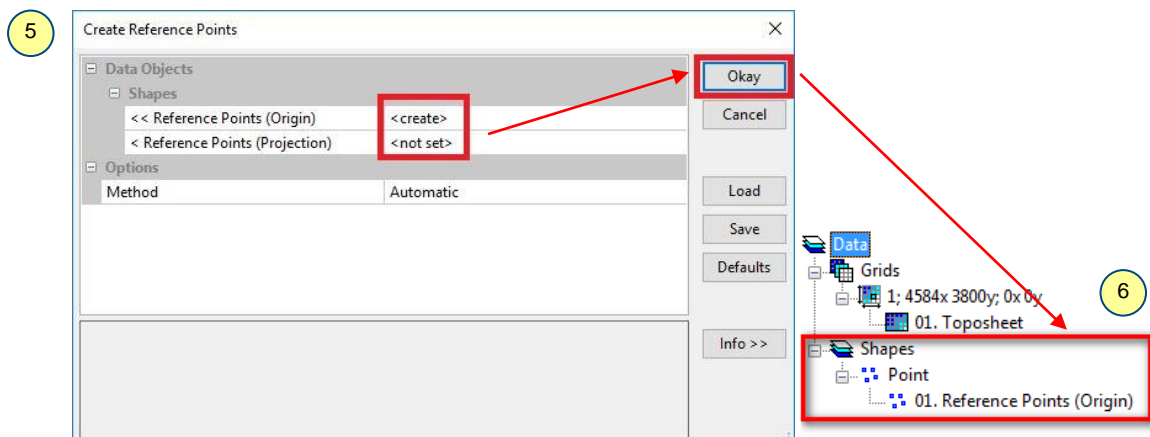 5
Create Reference Points
Data Objects
Shapes
<< Reference Points (Origin) <create>
< Reference Points (Projection) <not set>
Options
Method Automatic
Okay
Cancel
Load
Save
Defaults
Info >>
Data
Grids
1; 4584x 3800y; 0x 0y
01. Toposheet
6
Shapes
Point
01. Reference Points (Origin)